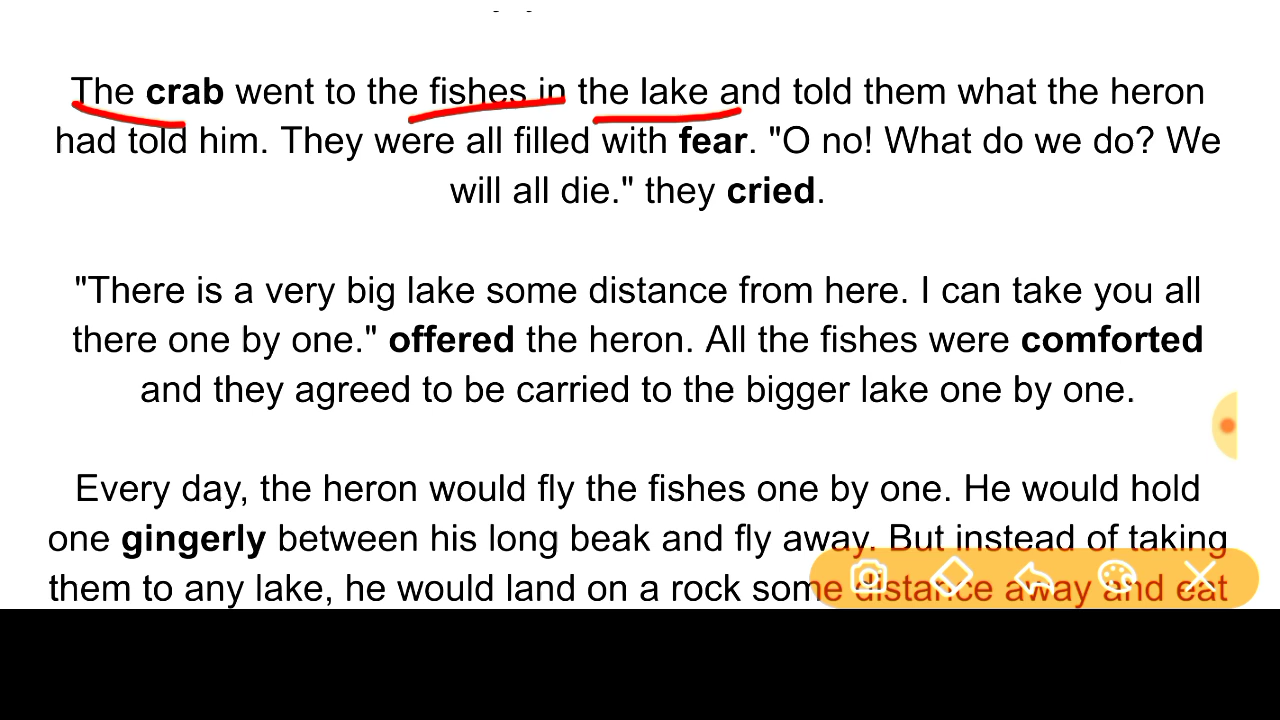 The crab went to the fishes in the lake and told them what the heron
had told him. They were all filled with fear. "O no! What do we do? We
will all die." they cried.
"There is a very big lake some distance from here. I can take you all
there one by one." offered the heron. All the fishes were comforted
and they agreed to be carried to the bigger lake one by one.
Every day, the heron would fly the fishes one by one. He would hold
one gingerly between his long beak and fly away. But instead of taking
them to any lake, he would land on a rock some distance away and eat